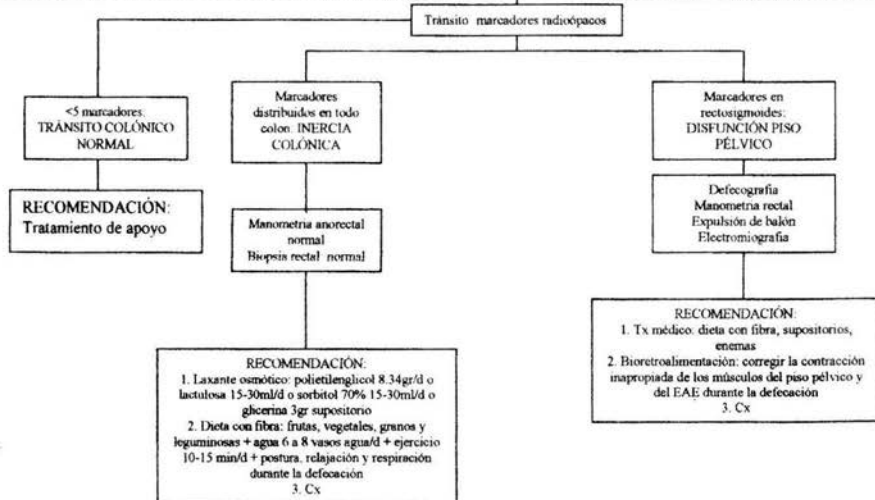 Tránsito marcadores radioópacos
<5 marcadores:
TRÁNSITO COLÓNICO
NORMAL
Marcadores
distribuidos en todo
colon: INERCIA
COLÓNICA
Marcadores en
rectosigmoides:
DISFUNCIÓN PISO
PÉLVICO
RECOMENDACIÓN:
Tratamiento de apoyo
Manometria anorectal
normal
Biopsia rectal normal
Defecografia
Manometria rectal
Expulsión de balón
Electromiografia
RECOMENDACIÓN:
1. Laxante osmótico: polietilenglicol 8.34gr/d o
lactulosa 15-30ml/d o sorbitol 70% 15-30ml/d o
glicerina 3gr supositorio
2. Dieta con fibra: frutas, vegetales, granos y
leguminosas + agua 6 a 8 vasos agua/d + ejercicio
10-15 min/d + postura, relajación y respiración
durante la defecación
3. Cx
RECOMENDACIÓN:
1. Tx médico: dieta con fibra, supositorios,
enemas
2. Bioretroalimentación: corregir la contracción
inapropiada de los músculos del piso pélvico y
del EAE durante la defecación
3. Cx